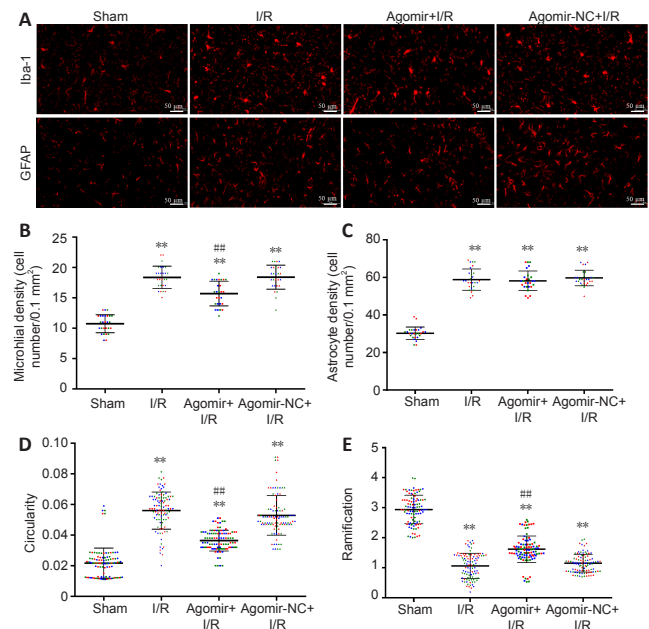 A
Sham
I/R
Agomir+I/R
Agomir-NC+I/R
Iba-1
50 μm
50 μm
50 μm
50 μm
GFAP
50 μm
50 μm
50 μm
50 μm
B
Microhlial density (cell
number/0.1 mm²)
25
20
15
10
5
0
**
##
**
**
Sham
I/R
Agomir+
I/R
Agomir-NC+
I/R
C
Astrocyte density (cell
number/0.1 mm²)
80
60
40
20
0
**
**
**
Sham
I/R
Agomir+
I/R
Agomir-NC+
I/R
D
Circularity
0.10
0.08
0.06
0.04
0.02
0
**
##
**
**
Sham
I/R
Agomir+
I/R
Agomir-NC+
I/R
E
Ramification
5
4
3
2
1
0
**
##
**
**
Sham
I/R
Agomir+
I/R
Agomir-NC+
I/R